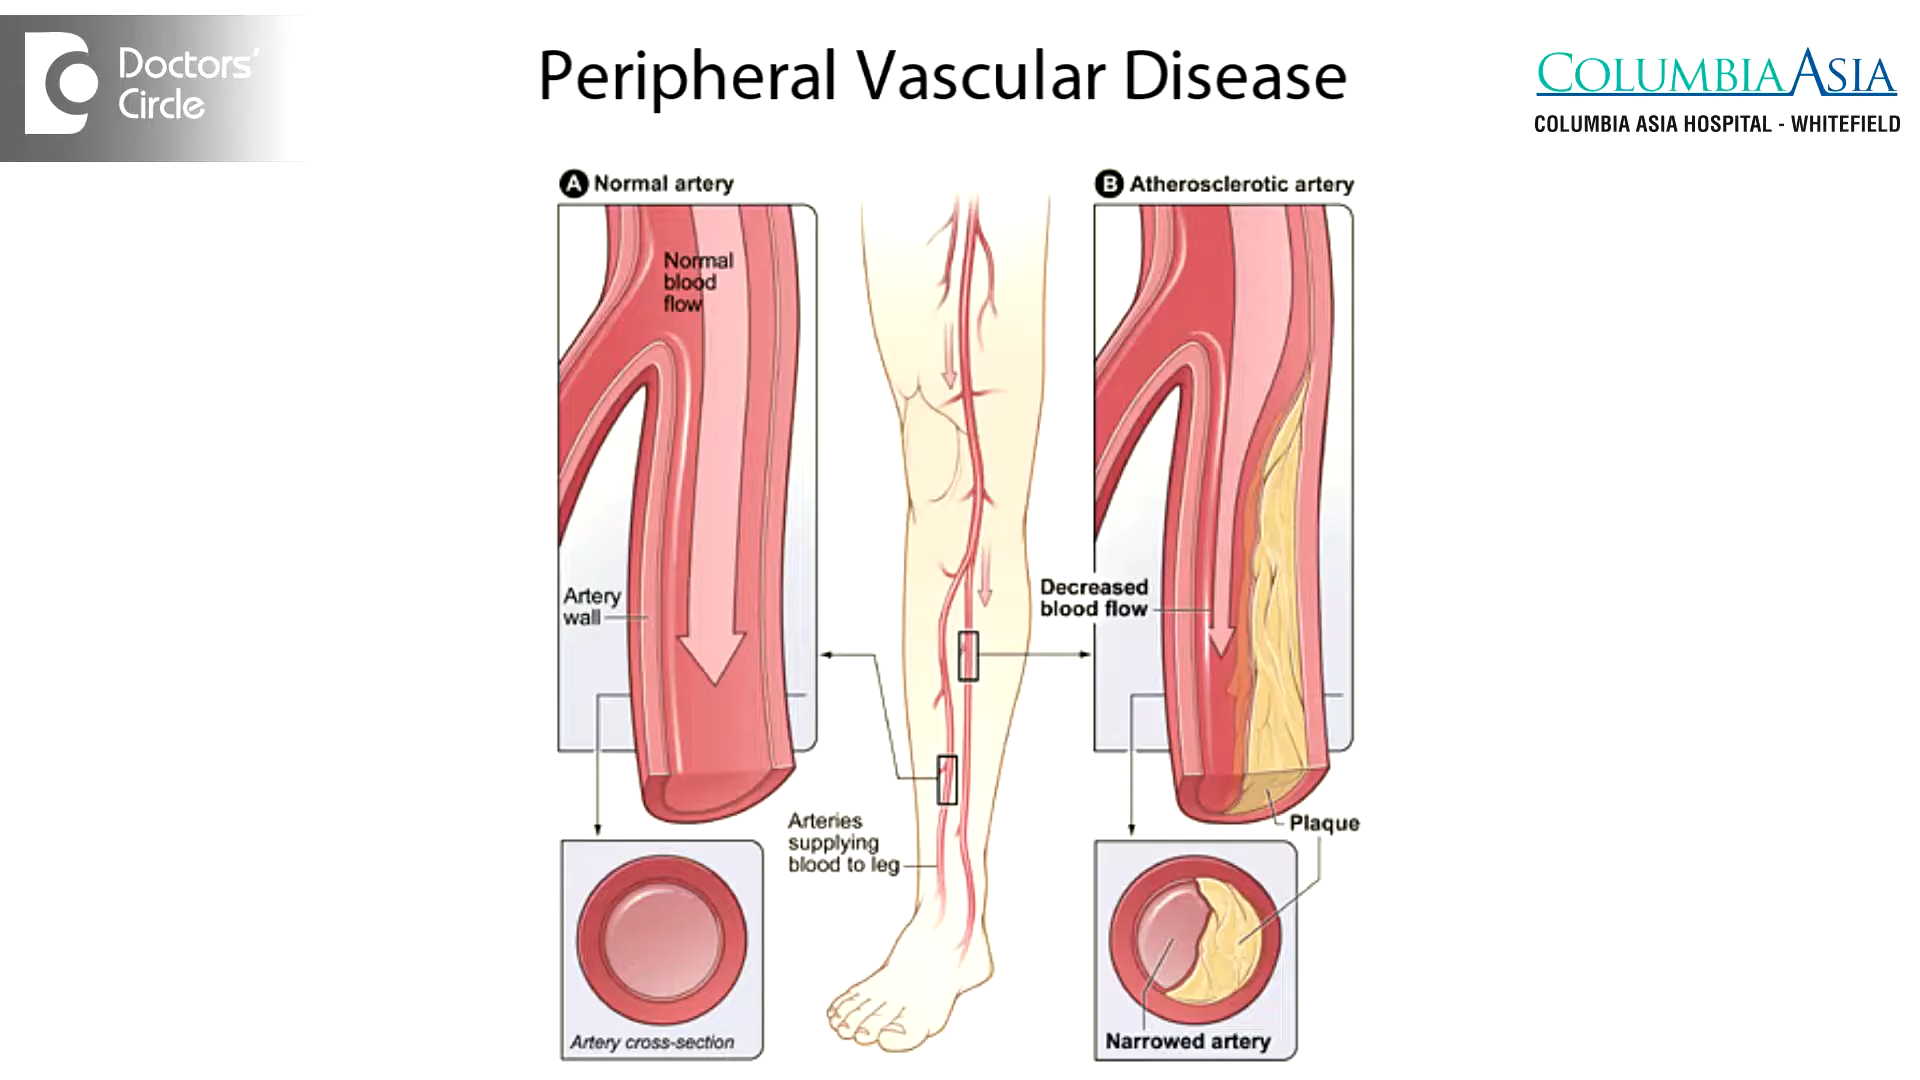 Doctors'
Circle
Peripheral Vascular Disease
COLUMBIA ASIA
COLUMBIA ASIA HOSPITAL - WHITEFIELD
A Normal artery
Normal
blood
flow
Artery
wall
Artery cross-section
Arteries
supplying
blood to leg
B Atherosclerotic artery
Decreased
blood flow
Plaque
Narrowed artery